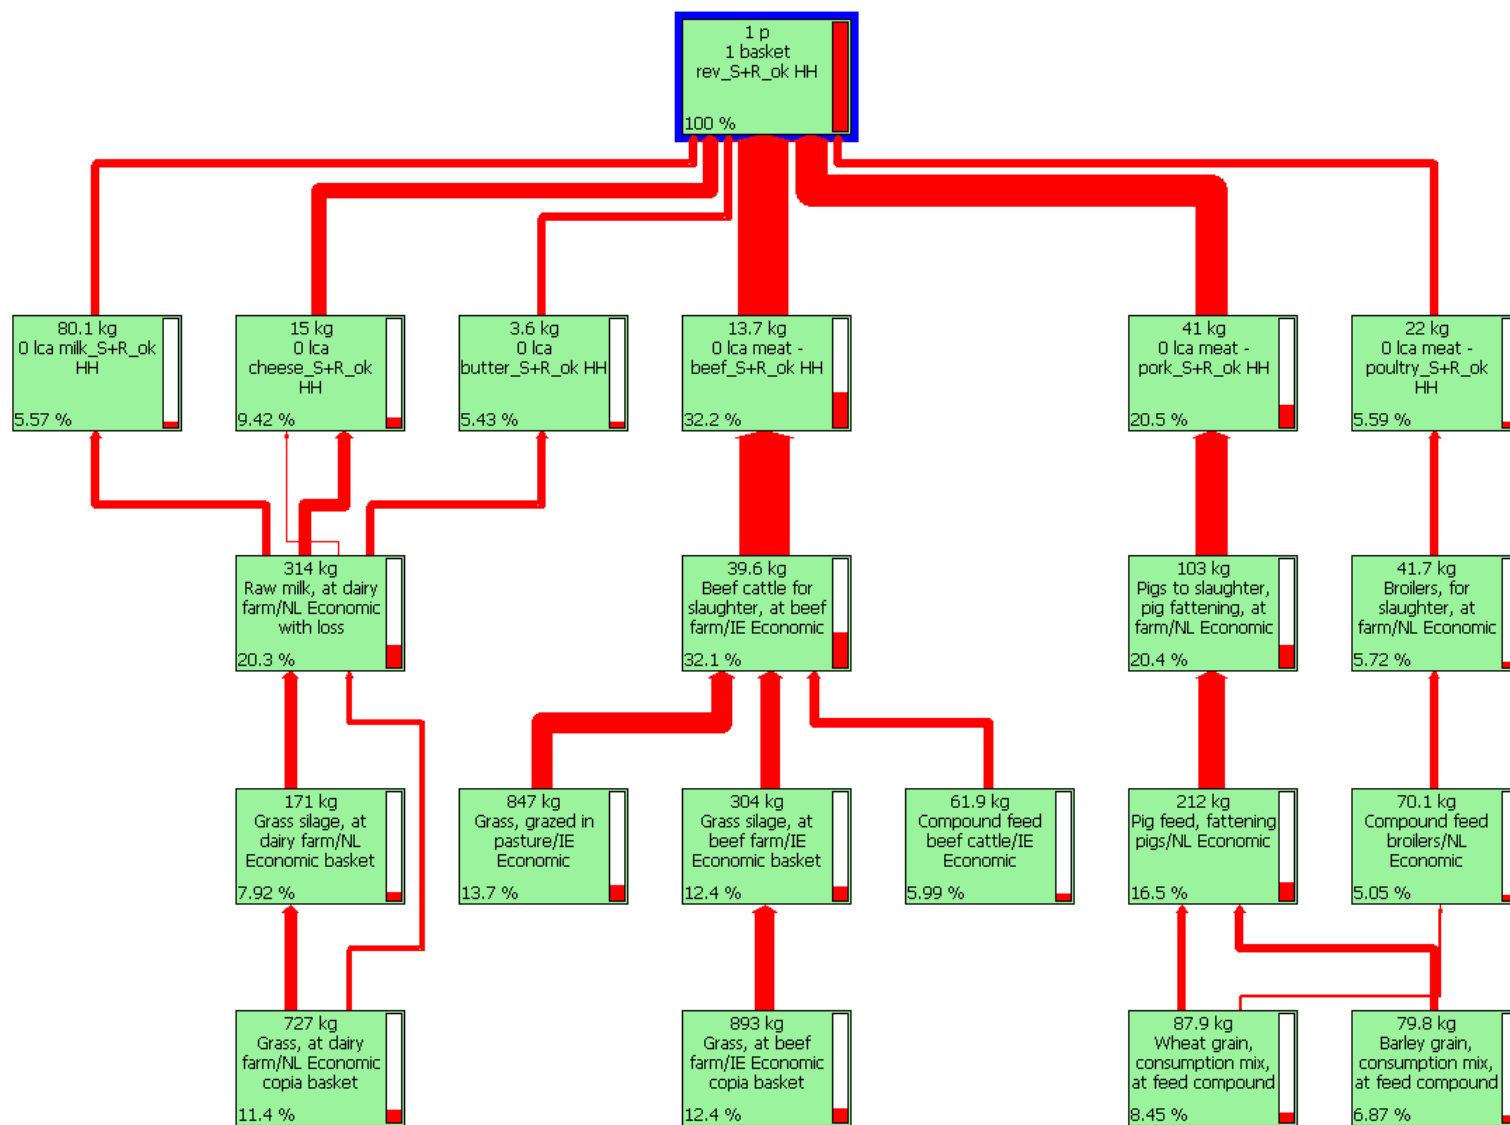 1 p
1 basket
rev_S+R_ok HH
100 %
80.1 kg
0 lca milk_S+R_ok
HH
5.57 %
15 kg
0 lca
cheese_S+R_ok
HH
9.42 %
3.6 kg
0 lca
butter_S+R_ok HH
5.43 %
13.7 kg
0 lca meat -
beef_S+R_ok HH
32.2 %
41 kg
0 lca meat -
pork_S+R_ok HH
20.5 %
22 kg
0 lca meat -
poultry_S+R_ok
HH
5.59 %
314 kg
Raw milk, at dairy
farm/NL Economic
with loss
20.3 %
39.6 kg
Beef cattle for
slaughter, at beef
farm/IE Economic
32.1 %
103 kg
Pigs to slaughter,
pig fattening, at
farm/NL Economic
20.4 %
41.7 kg
Broilers, for
slaughter, at
farm/NL Economic
5.72 %
171 kg
Grass silage, at
dairy farm/NL
Economic basket
7.92 %
847 kg
Grass, grazed in
pasture/IE
Economic
13.7 %
304 kg
Grass silage, at
beef farm/IE
Economic basket
12.4 %
61.9 kg
Compound feed
beef cattle/IE
Economic
5.99 %
212 kg
Pig feed, fattening
pigs/NL Economic
16.5 %
70.1 kg
Compound feed
broilers/NL
Economic
5.05 %
727 kg
Grass, at dairy
farm/NL Economic
copia basket
11.4 %
893 kg
Grass, at beef
farm/IE Economic
copia basket
12.4 %
87.9 kg
Wheat grain,
consumption mix,
at feed compound
8.45 %
79.8 kg
Barley grain,
consumption mix,
at feed compound
6.87 %